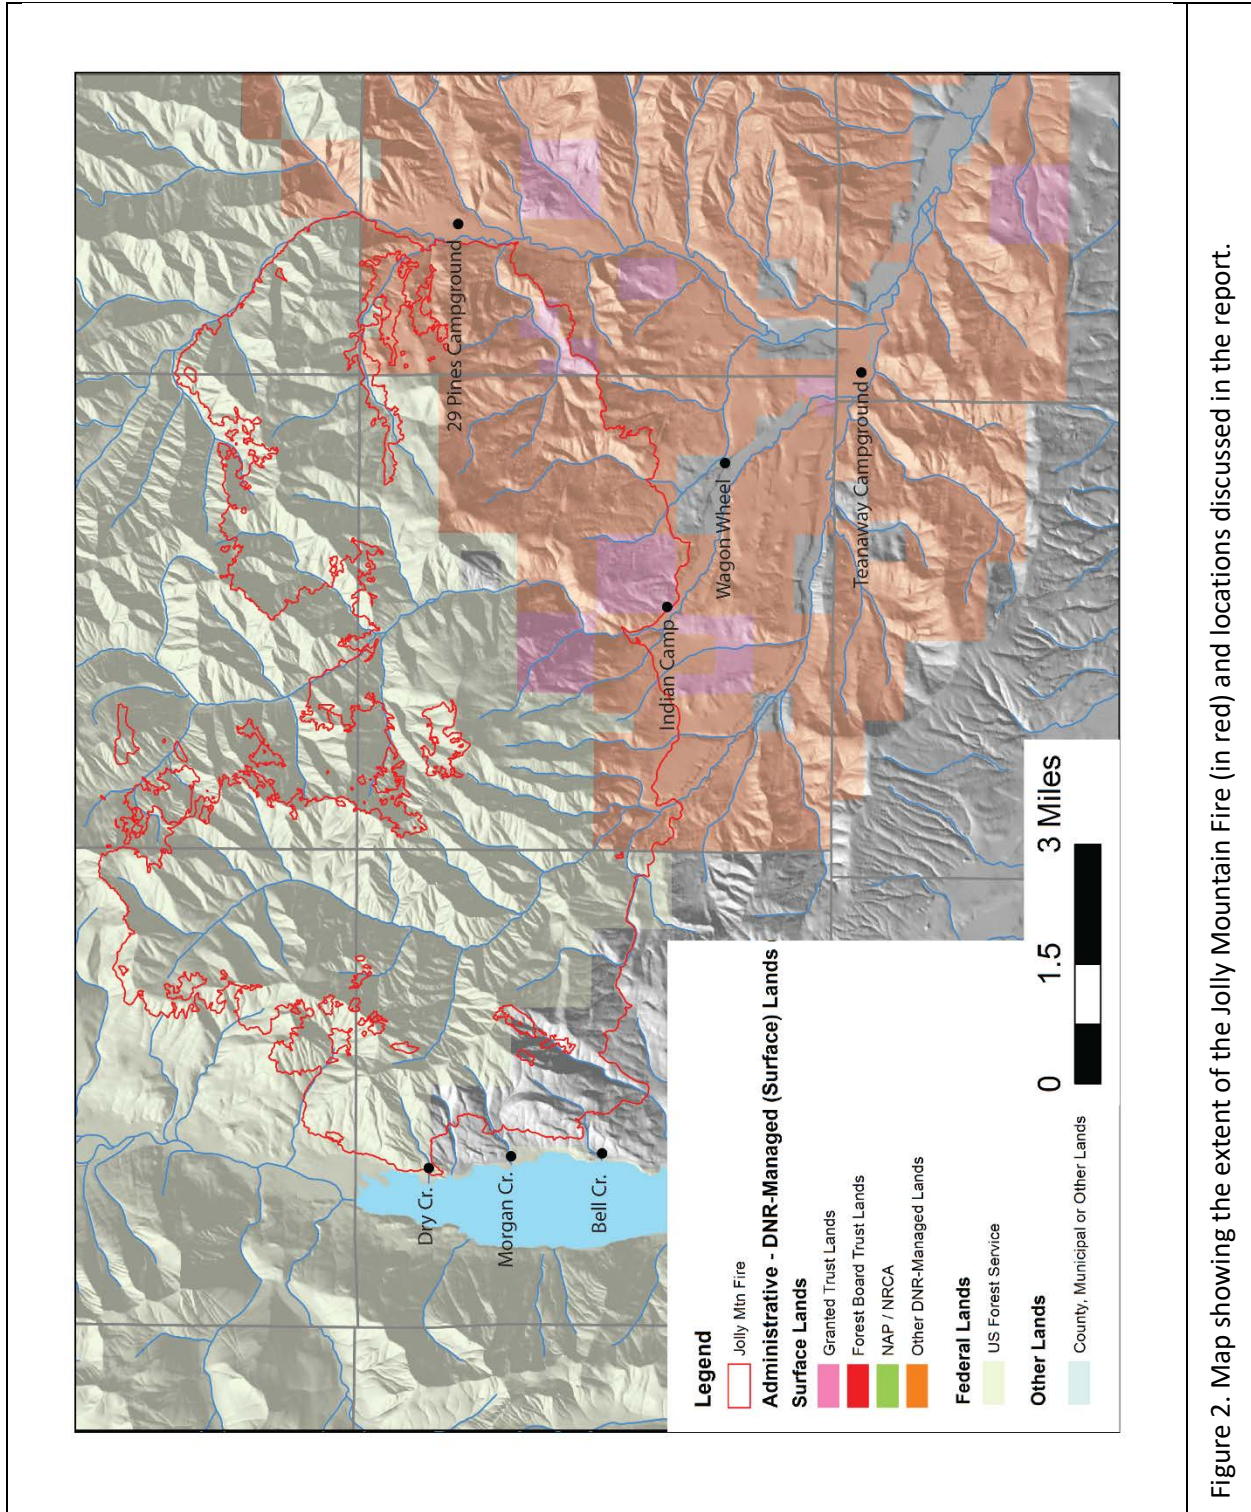 29 Pines Campground
Wagon Wheel
Teanaway Campground
Indian Camp
Dry Cr.
Morgan Cr.
Bell Cr.
Legend
Jolly Mtn Fire
Administrative - DNR-Managed (Surface) Lands
Surface Lands
Granted Trust Lands
Forest Board Trust Lands
NAP / NRCA
Other DNR-Managed Lands
Federal Lands
US Forest Service
Other Lands
County, Municipal or Other Lands
0 1.5 3 Miles
Figure 2. Map showing the extent of the Jolly Mountain Fire (in red) and locations discussed in the report.